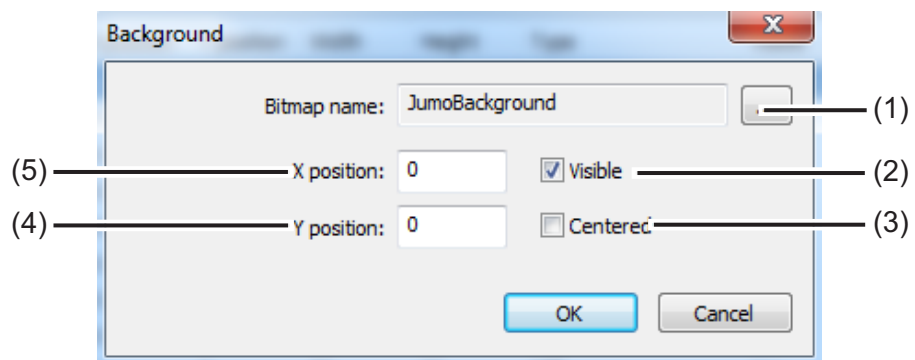 Background
Bitmap name: JumoBackground (1)
(5) X position: 0 Visible (2)
(4) Y position: 0 Centered (3)
OK Cancel